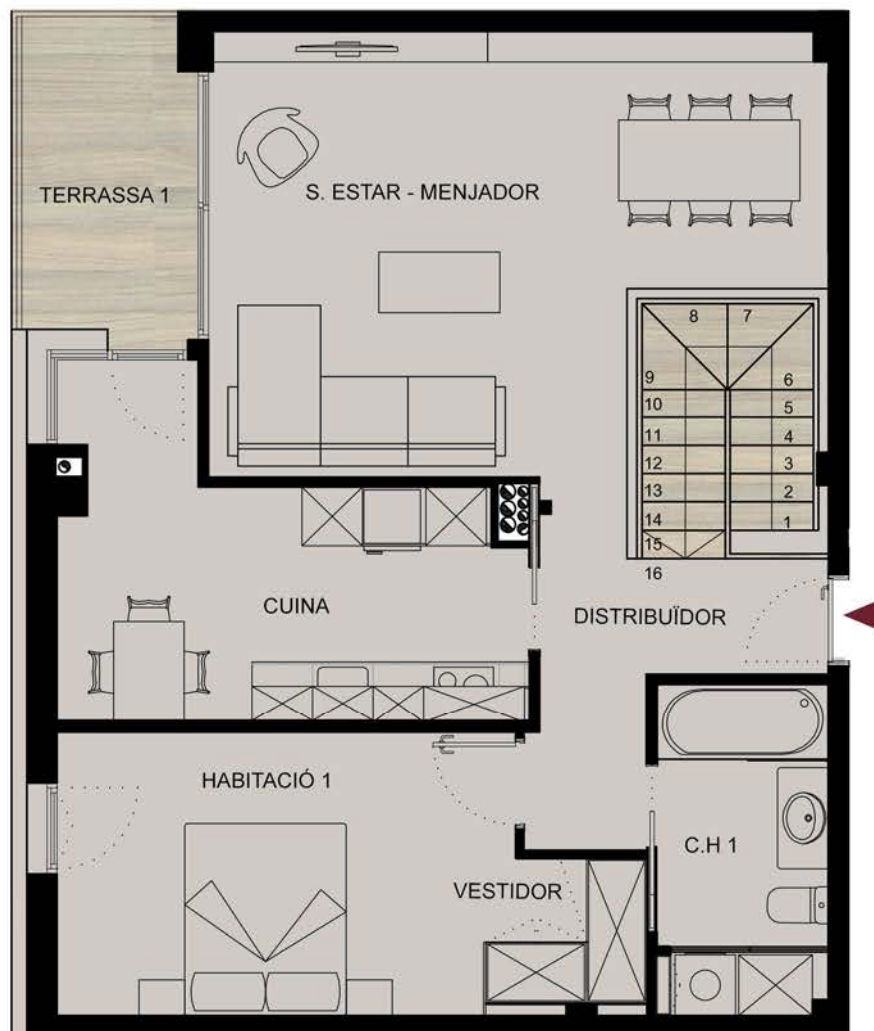 TERRASSA 1
S. ESTAR - MENJADOR
8 7
9 6
10 5
11 4
12 3
13 2
14 1
15
16
CUINA
DISTRIBUÏDOR
HABITACIÓ 1
C.H 1
VESTIDOR